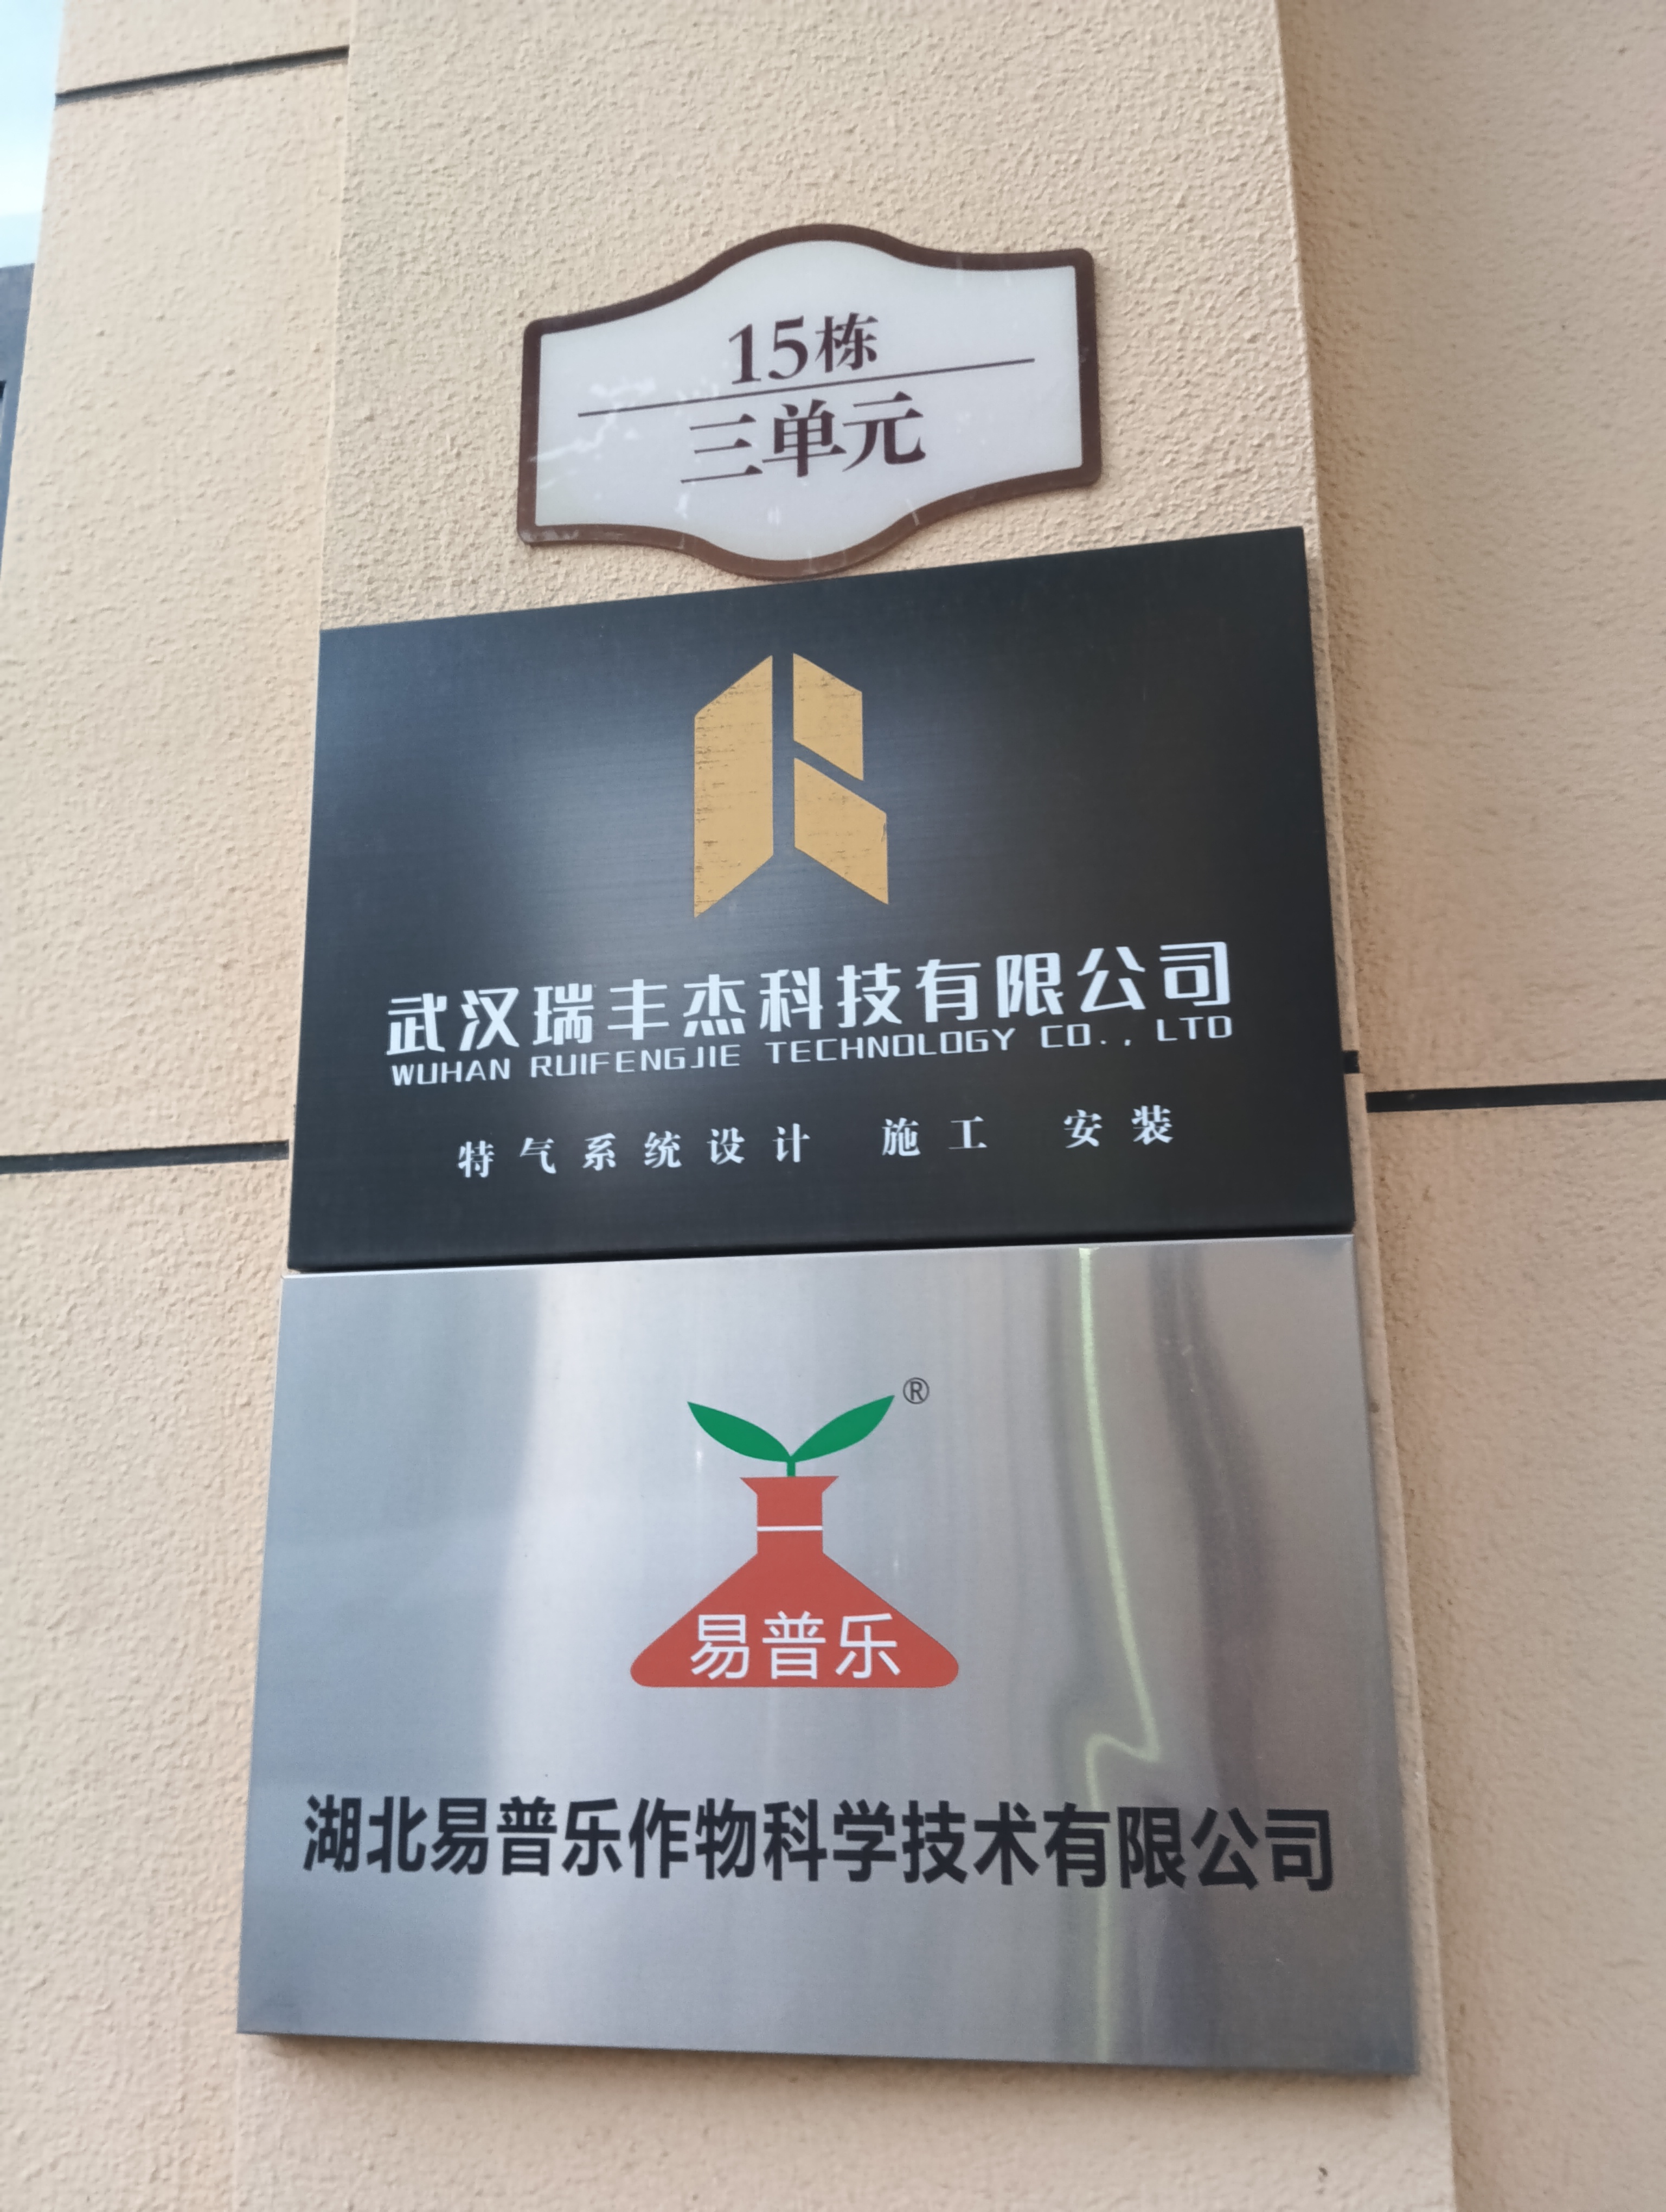 15栋
三单元
武汉瑞丰杰科技有限公司
WUHAN RUIFENGJIE TECHNOLOGY CO., LTD
特气系统设计 施工 安装
®
易普乐
湖北易普乐作物科学技术有限公司